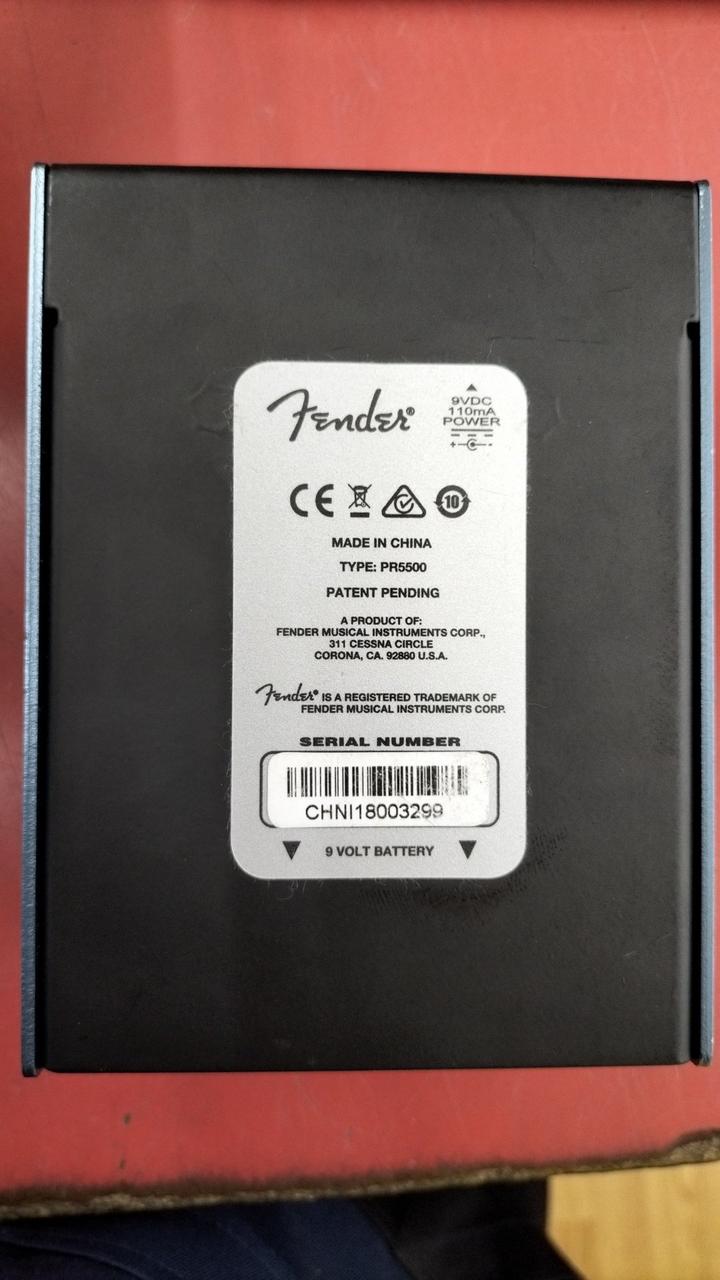 Fender®
9VDC
110mA
POWER
CE 10
MADE IN CHINA
TYPE: PR5500
PATENT PENDING
A PRODUCT OF:
FENDER MUSICAL INSTRUMENTS CORP.,
311 CESSNA CIRCLE
CORONA, CA. 92880 U.S.A.
Fender® IS A REGISTERED TRADEMARK OF
FENDER MUSICAL INSTRUMENTS CORP.
SERIAL NUMBER
CHNI18003299
9 VOLT BATTERY